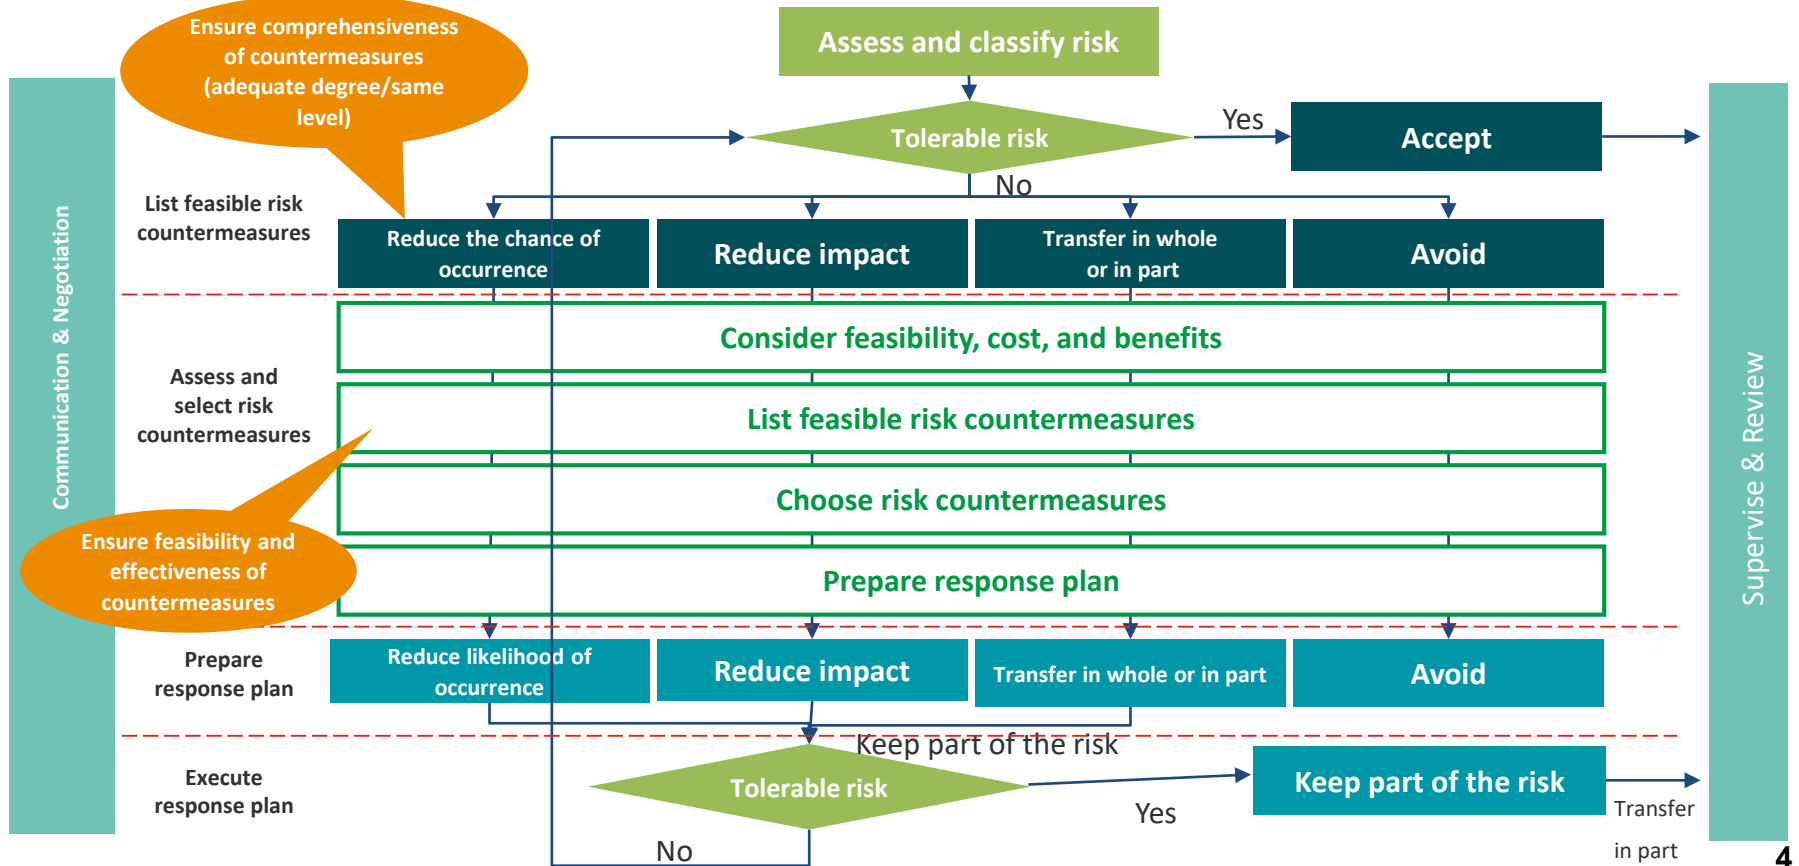 Ensure comprehensiveness
of countermeasures
(adequate degree/same
level)
Assess and classify risk
Tolerable risk
Yes
Accept
No
List feasible risk
countermeasures
Reduce the chance of
occurrence
Reduce impact
Transfer in whole
or in part
Avoid
Communication & Negotiation
Supervise & Review
Assess and
select risk
countermeasures
Consider feasibility, cost, and benefits
List feasible risk countermeasures
Choose risk countermeasures
Prepare response plan
Ensure feasibility and
effectiveness of
countermeasures
Prepare
response plan
Reduce likelihood of
occurrence
Reduce impact
Transfer in whole or in part
Avoid
Keep part of the risk
Execute
response plan
Tolerable risk
Yes
Keep part of the risk
Transfer
in part
No
4